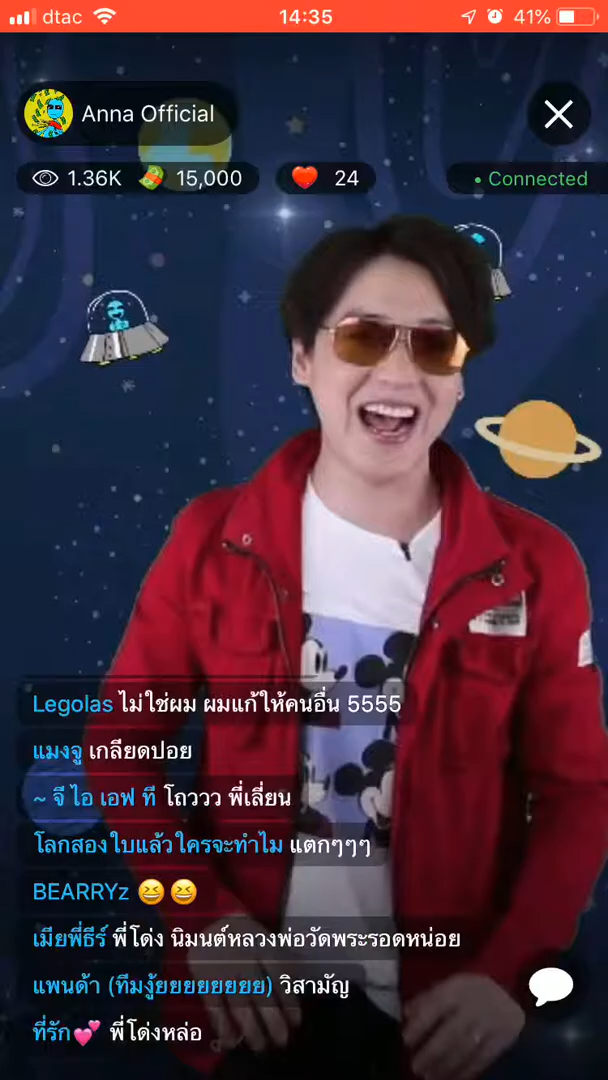 dtac 14:35 41%
Anna Official
1.36K 15,000 24 • Connected
Legolas ไม่ใช่ผม ผมแก้ให้คนอื่น 5555
แมงจู เกลียดปอย
~ จี ไอ เอฟ ที โถววว พี่เลี่ยน
โลกสองใบแล้วใครจะทำไม แตกๆๆๆ
BEARRYz 😆 😆
เมียพี่ธีร์ พี่โด่ง นิมนต์หลวงพ่อวัดพระรอดหน่อย
แพนด้า (ทีมงู้ยยยยยยยย) วิสามัญ
ที่รัก💕 พี่โด่งหล่อ